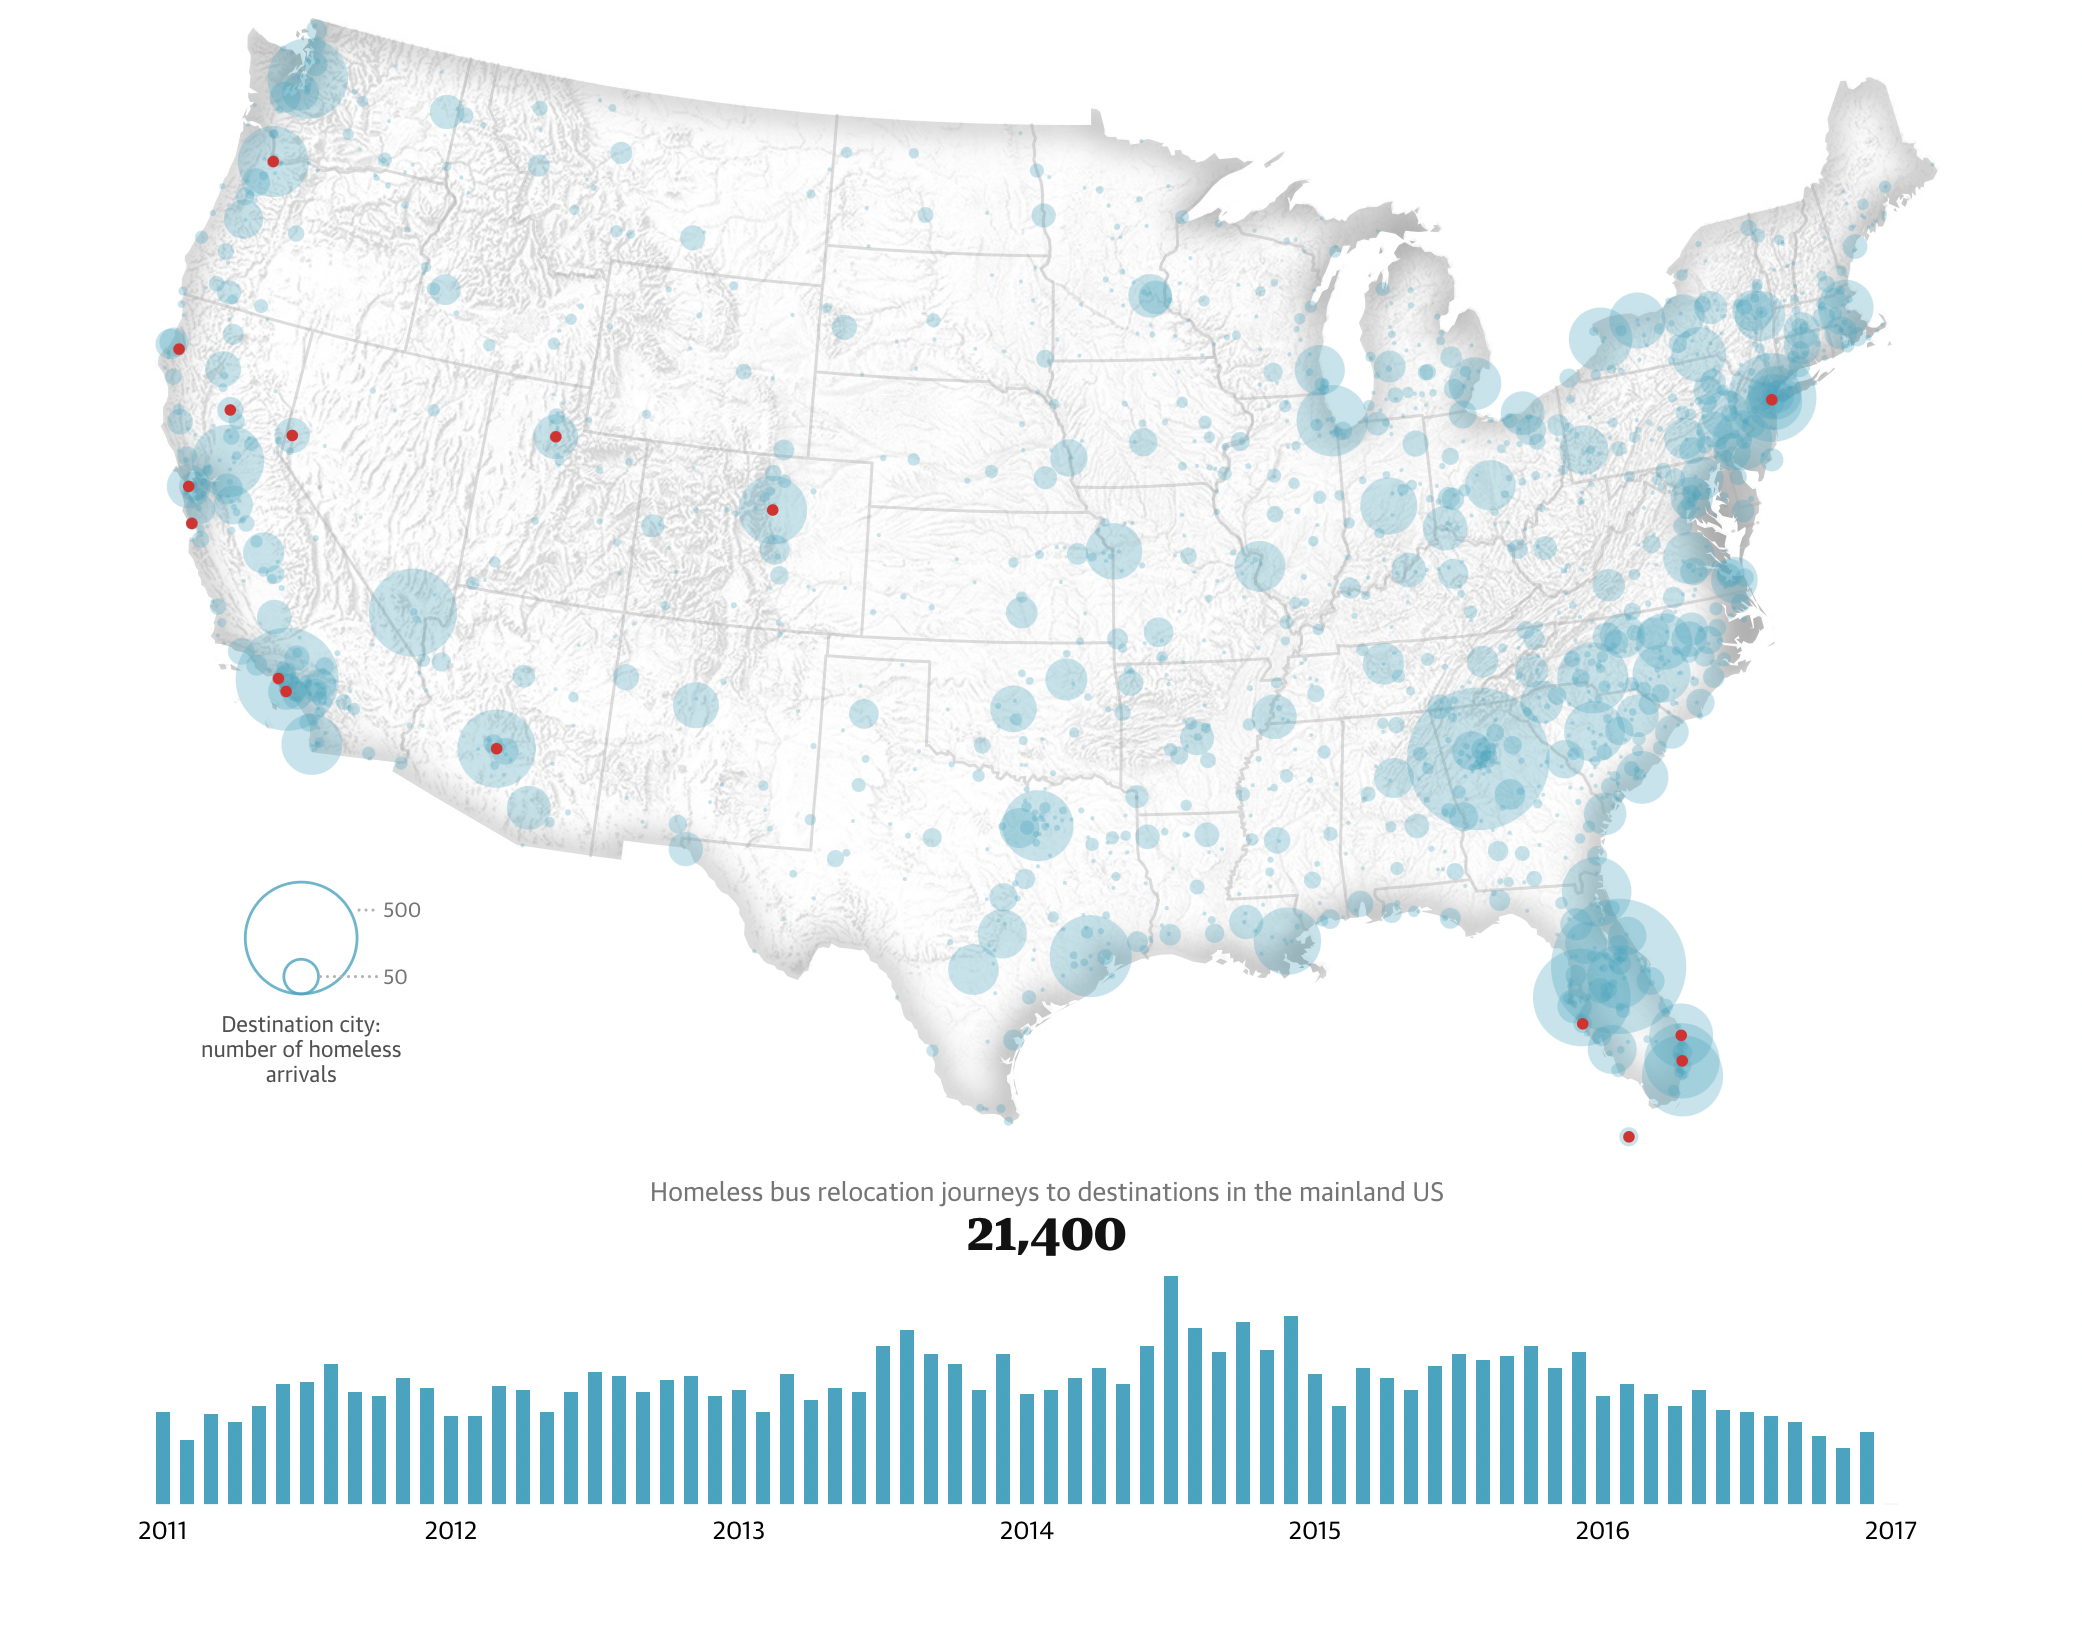 500
50
Destination city:
number of homeless
arrivals
Homeless bus relocation journeys to destinations in the mainland US
21,400
2011 2012 2013 2014 2015 2016 2017